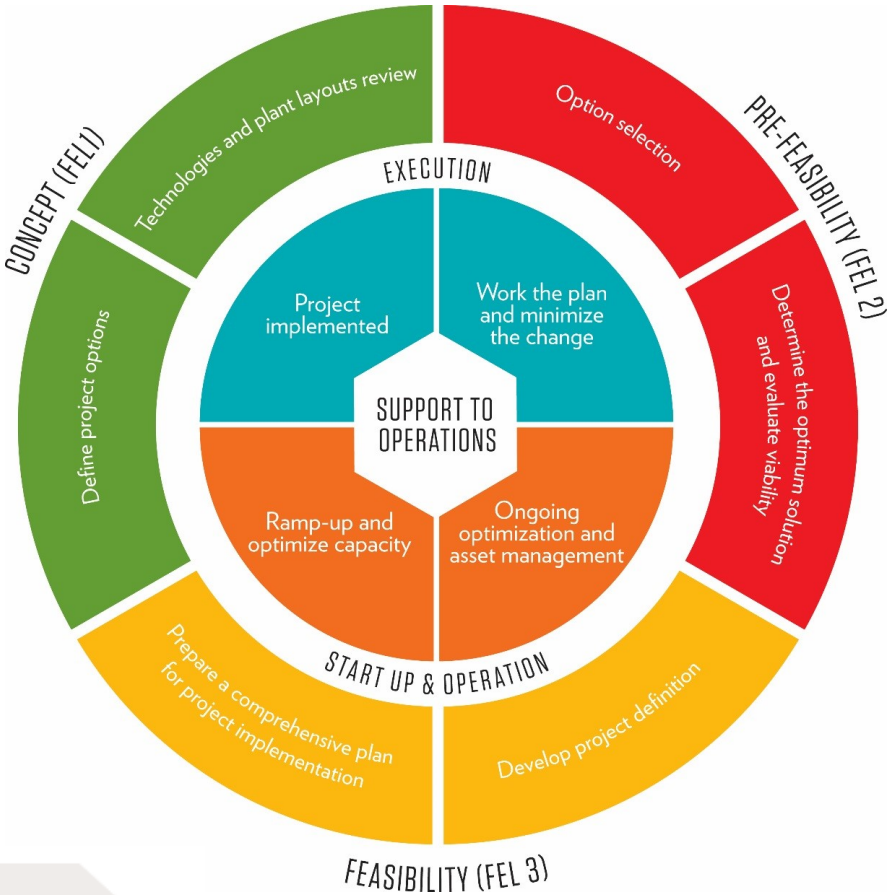 CONCEPT (FEL1)
Technologies and plant layouts review
Define project options
PRE-FEASIBILITY (FEL 2)
Option selection
Determine the optimum solution
and evaluate viability
FEASIBILITY (FEL 3)
Develop project definition
Prepare a comprehensive plan
for project implementation
EXECUTION
Project
implemented
Work the plan
and minimize
the change
SUPPORT TO
OPERATIONS
Ramp-up and
optimize capacity
Ongoing
optimization and
asset management
START UP & OPERATION